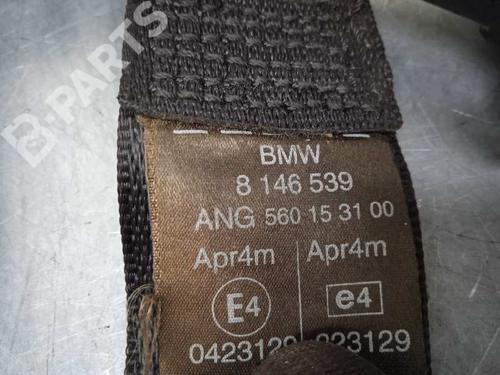 B-PARTS
BMW
8 146 539
ANG 560 15 31 00
Apr4m Apr4m
E4 e4
0423129 023129